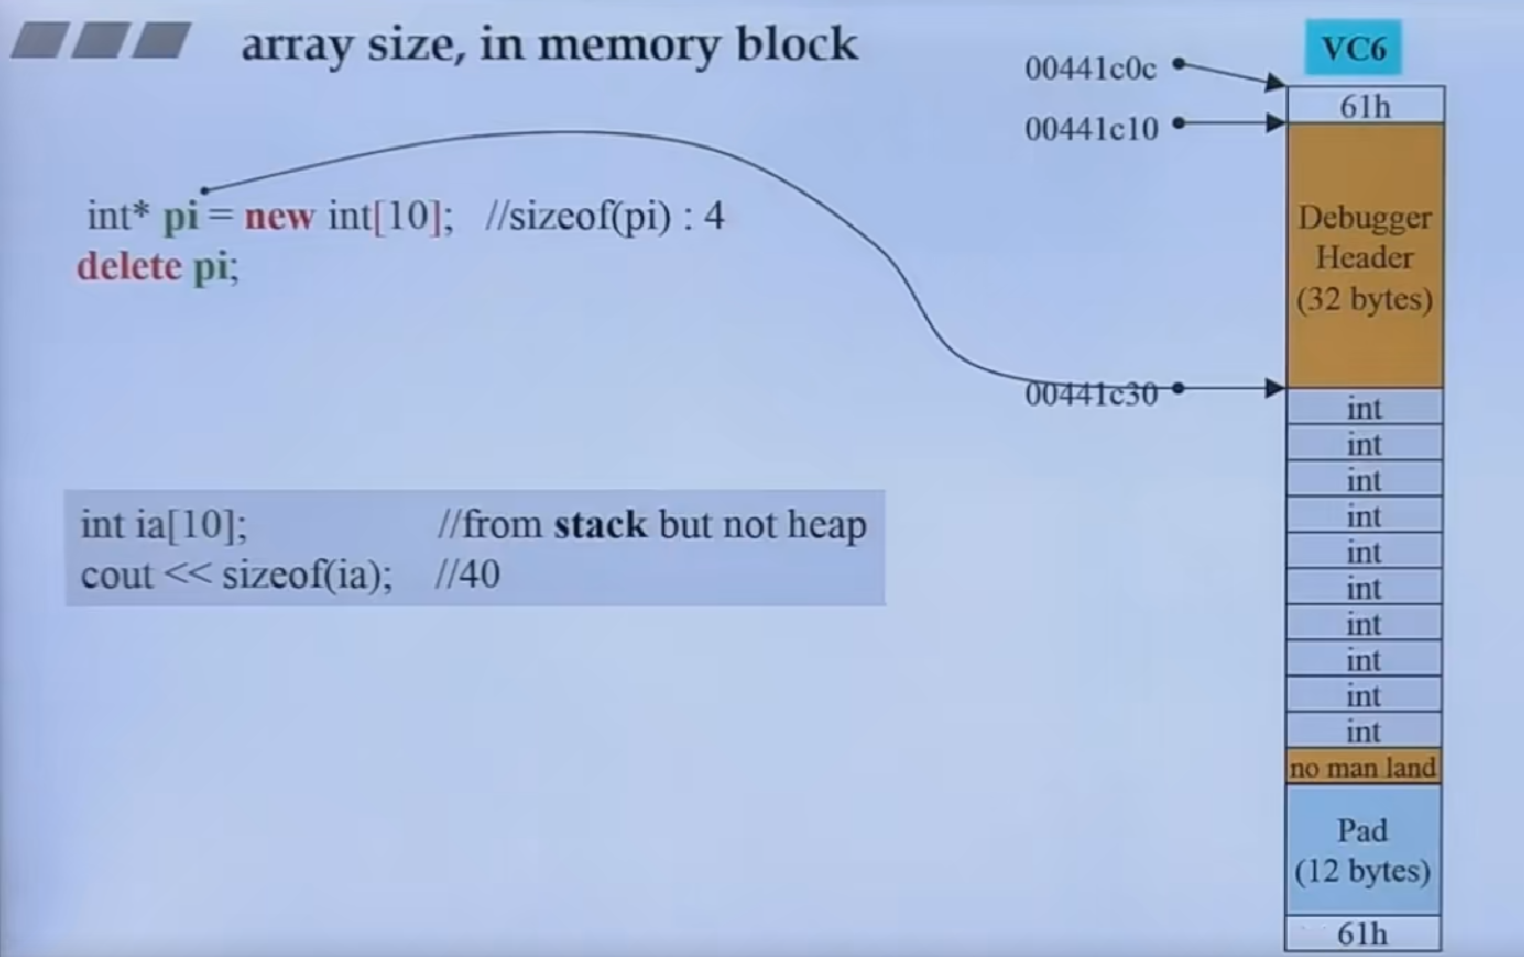 array size, in memory block
int* pi = new int[10]; //sizeof(pi) : 4
delete pi;
int ia[10]; //from stack but not heap
cout << sizeof(ia); //40
VC6
00441c0c
61h
00441c10
Debugger
Header
(32 bytes)
00441c30
int
int
int
int
int
int
int
int
int
int
no man land
Pad
(12 bytes)
61h